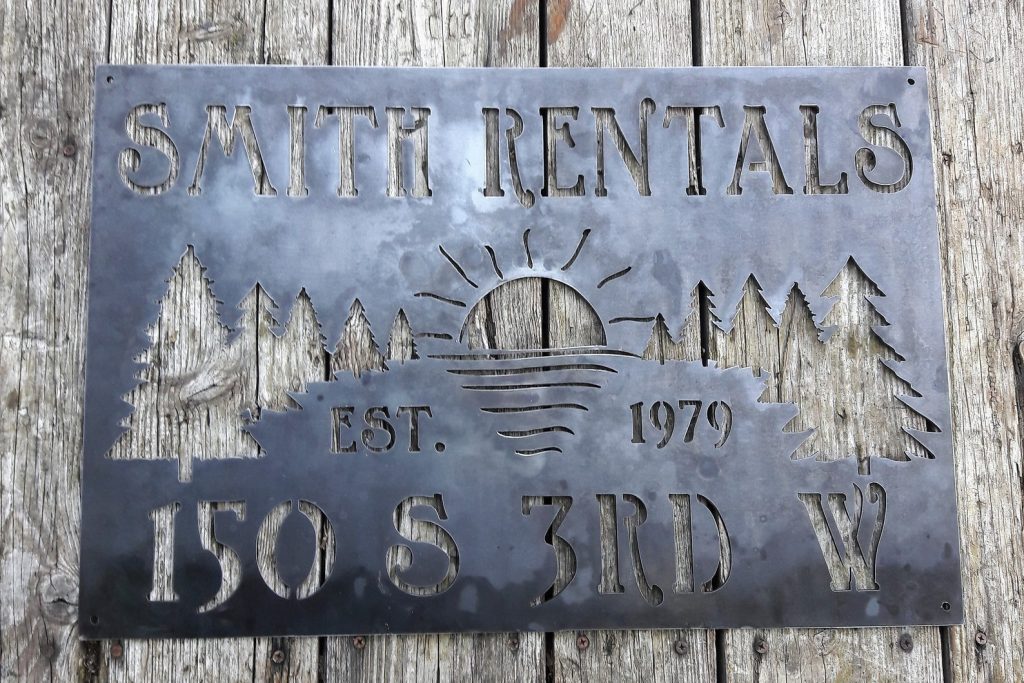 SMITH RENTALS
EST. 1979
150 S 3RD W